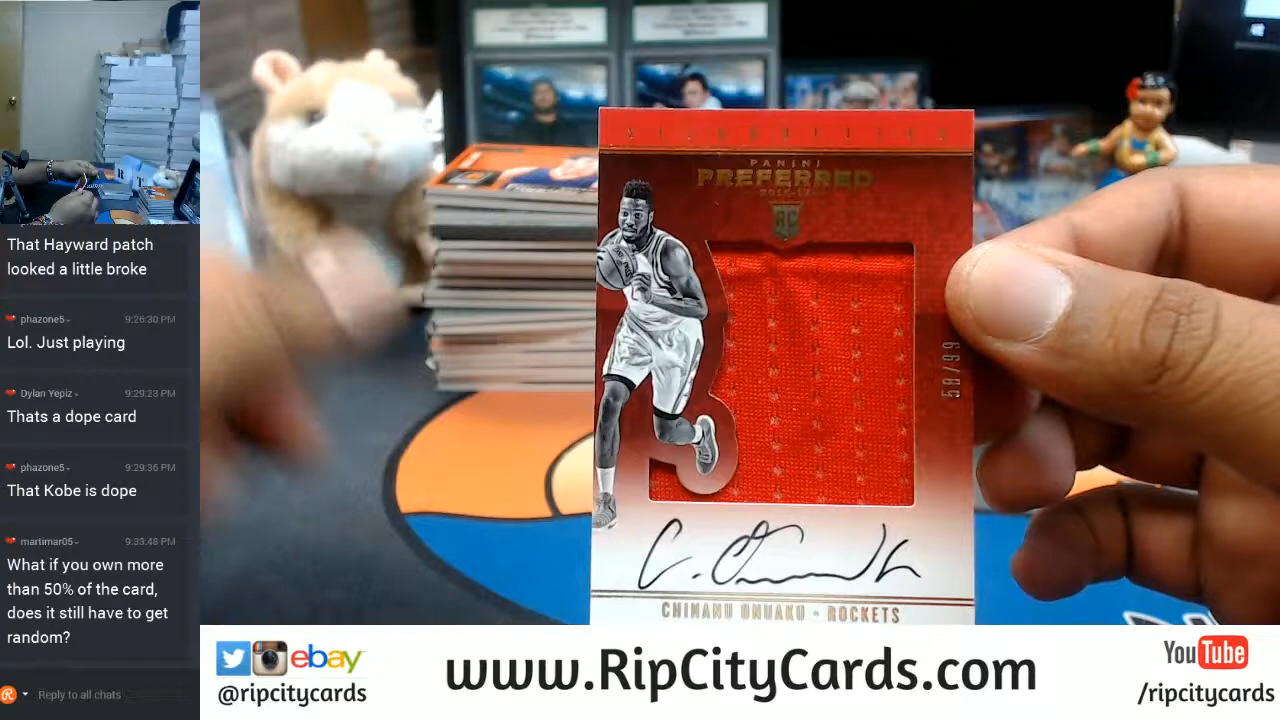 That Hayward patch
looked a little broke
phazone5 9:26:30 PM
Lol. Just playing
Dylan Yepiz 9:29:23 PM
Thats a dope card
phazone5 9:29:36 PM
That Kobe is dope
martimar05 9:33:48 PM
What if you own more
than 50% of the card,
does it still have to get
random?
Reply to all chats
PANINI
PREFERRED
RC
58/99
CHINANU ONUAKU • ROCKETS
ebay
@ripcitycards
www.RipCityCards.com
YouTube
/ripcitycards